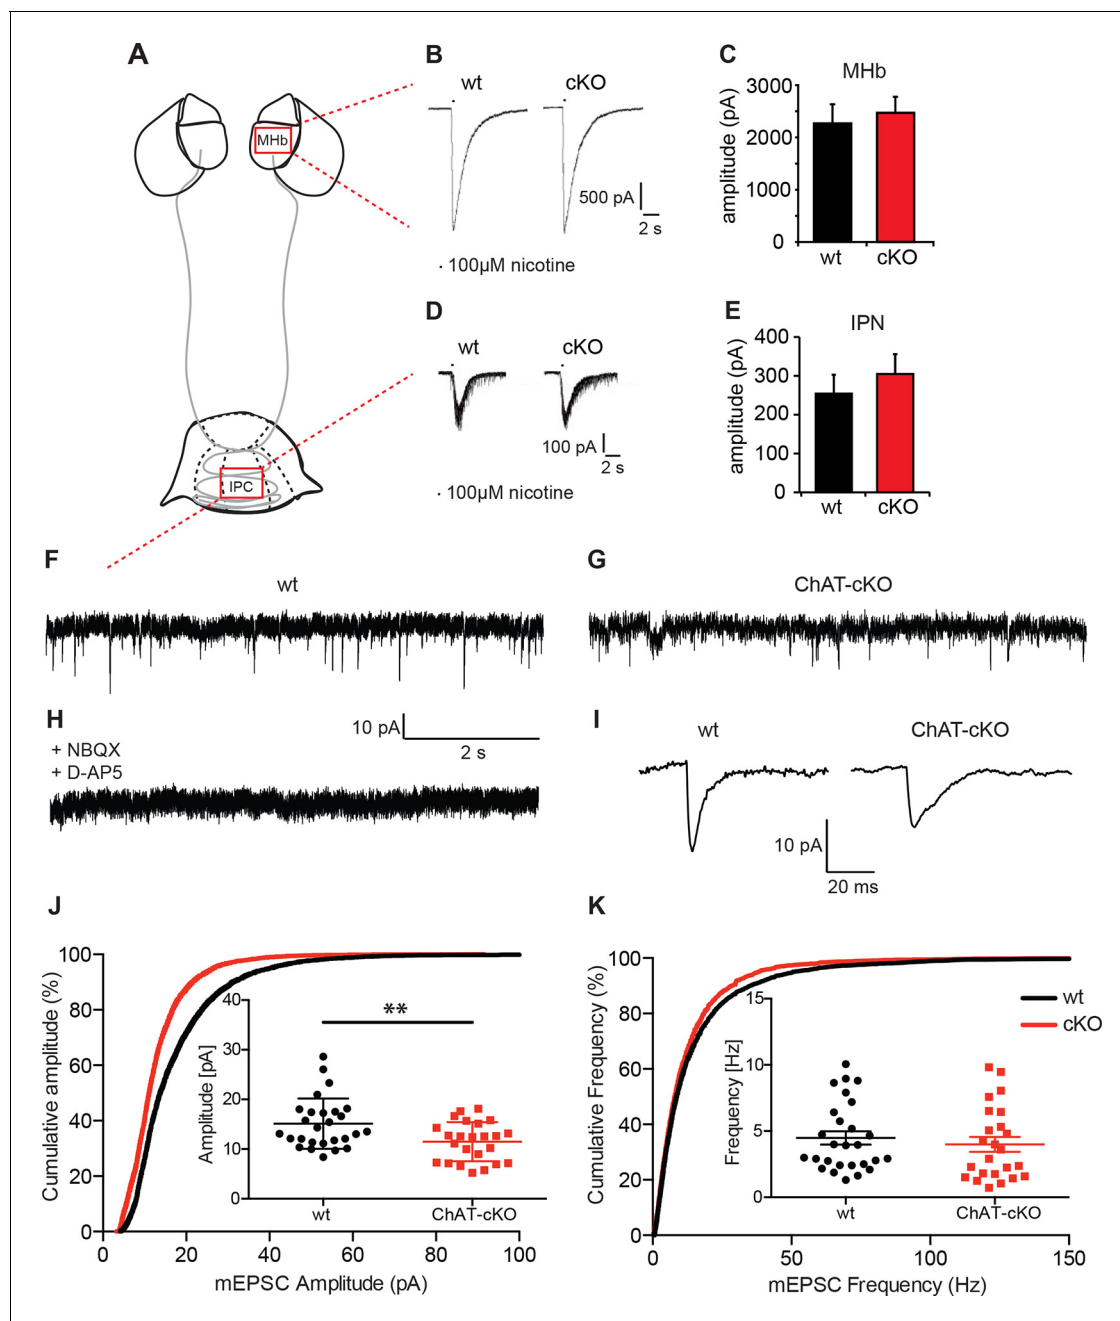 A
MHb
IPC
B
wt cKO
500 pA
2 s
· 100µM nicotine
C
MHb
amplitude (pA)
3000
2000
1000
0
wt cKO
D
wt cKO
100 pA
2 s
· 100µM nicotine
E
IPN
amplitude (pA)
400
300
200
100
0
wt cKO
F
wt
G
ChAT-cKO
H
+ NBQX
+ D-AP5
10 pA
2 s
I
wt ChAT-cKO
10 pA
20 ms
J
Cumulative amplitude (%)
100
80
60
40
20
0
0 20 40 60 80 100
mEPSC Amplitude (pA)
Amplitude [pA]
40
30
20
10
0
**
wt ChAT-cKO
K
Cumulative Frequency (%)
100
80
60
40
20
0
0 50 100 150
mEPSC Frequency (Hz)
Frequency [Hz]
15
10
5
0
wt ChAT-cKO
wt
cKO